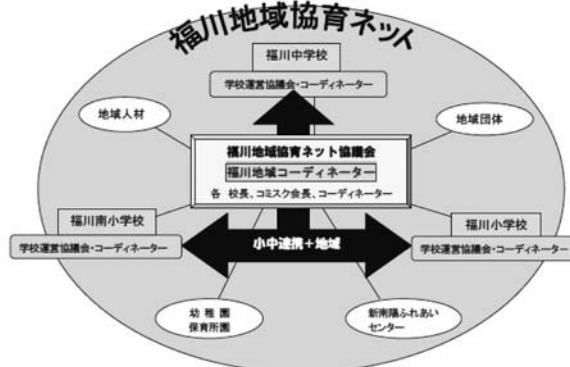 福川地域協育ネット
福川中学校
学校運営協議会・コーディネーター
地域人材
地域団体
福川地域協育ネット協議会
福川地域コーディネーター
各 校長、コミスク会長、コーディネーター
福川南小学校
学校運営協議会・コーディネーター
小中連携+地域
福川小学校
学校運営協議会・コーディネーター
幼稚園
保育所園
新南陽ふれあい
センター